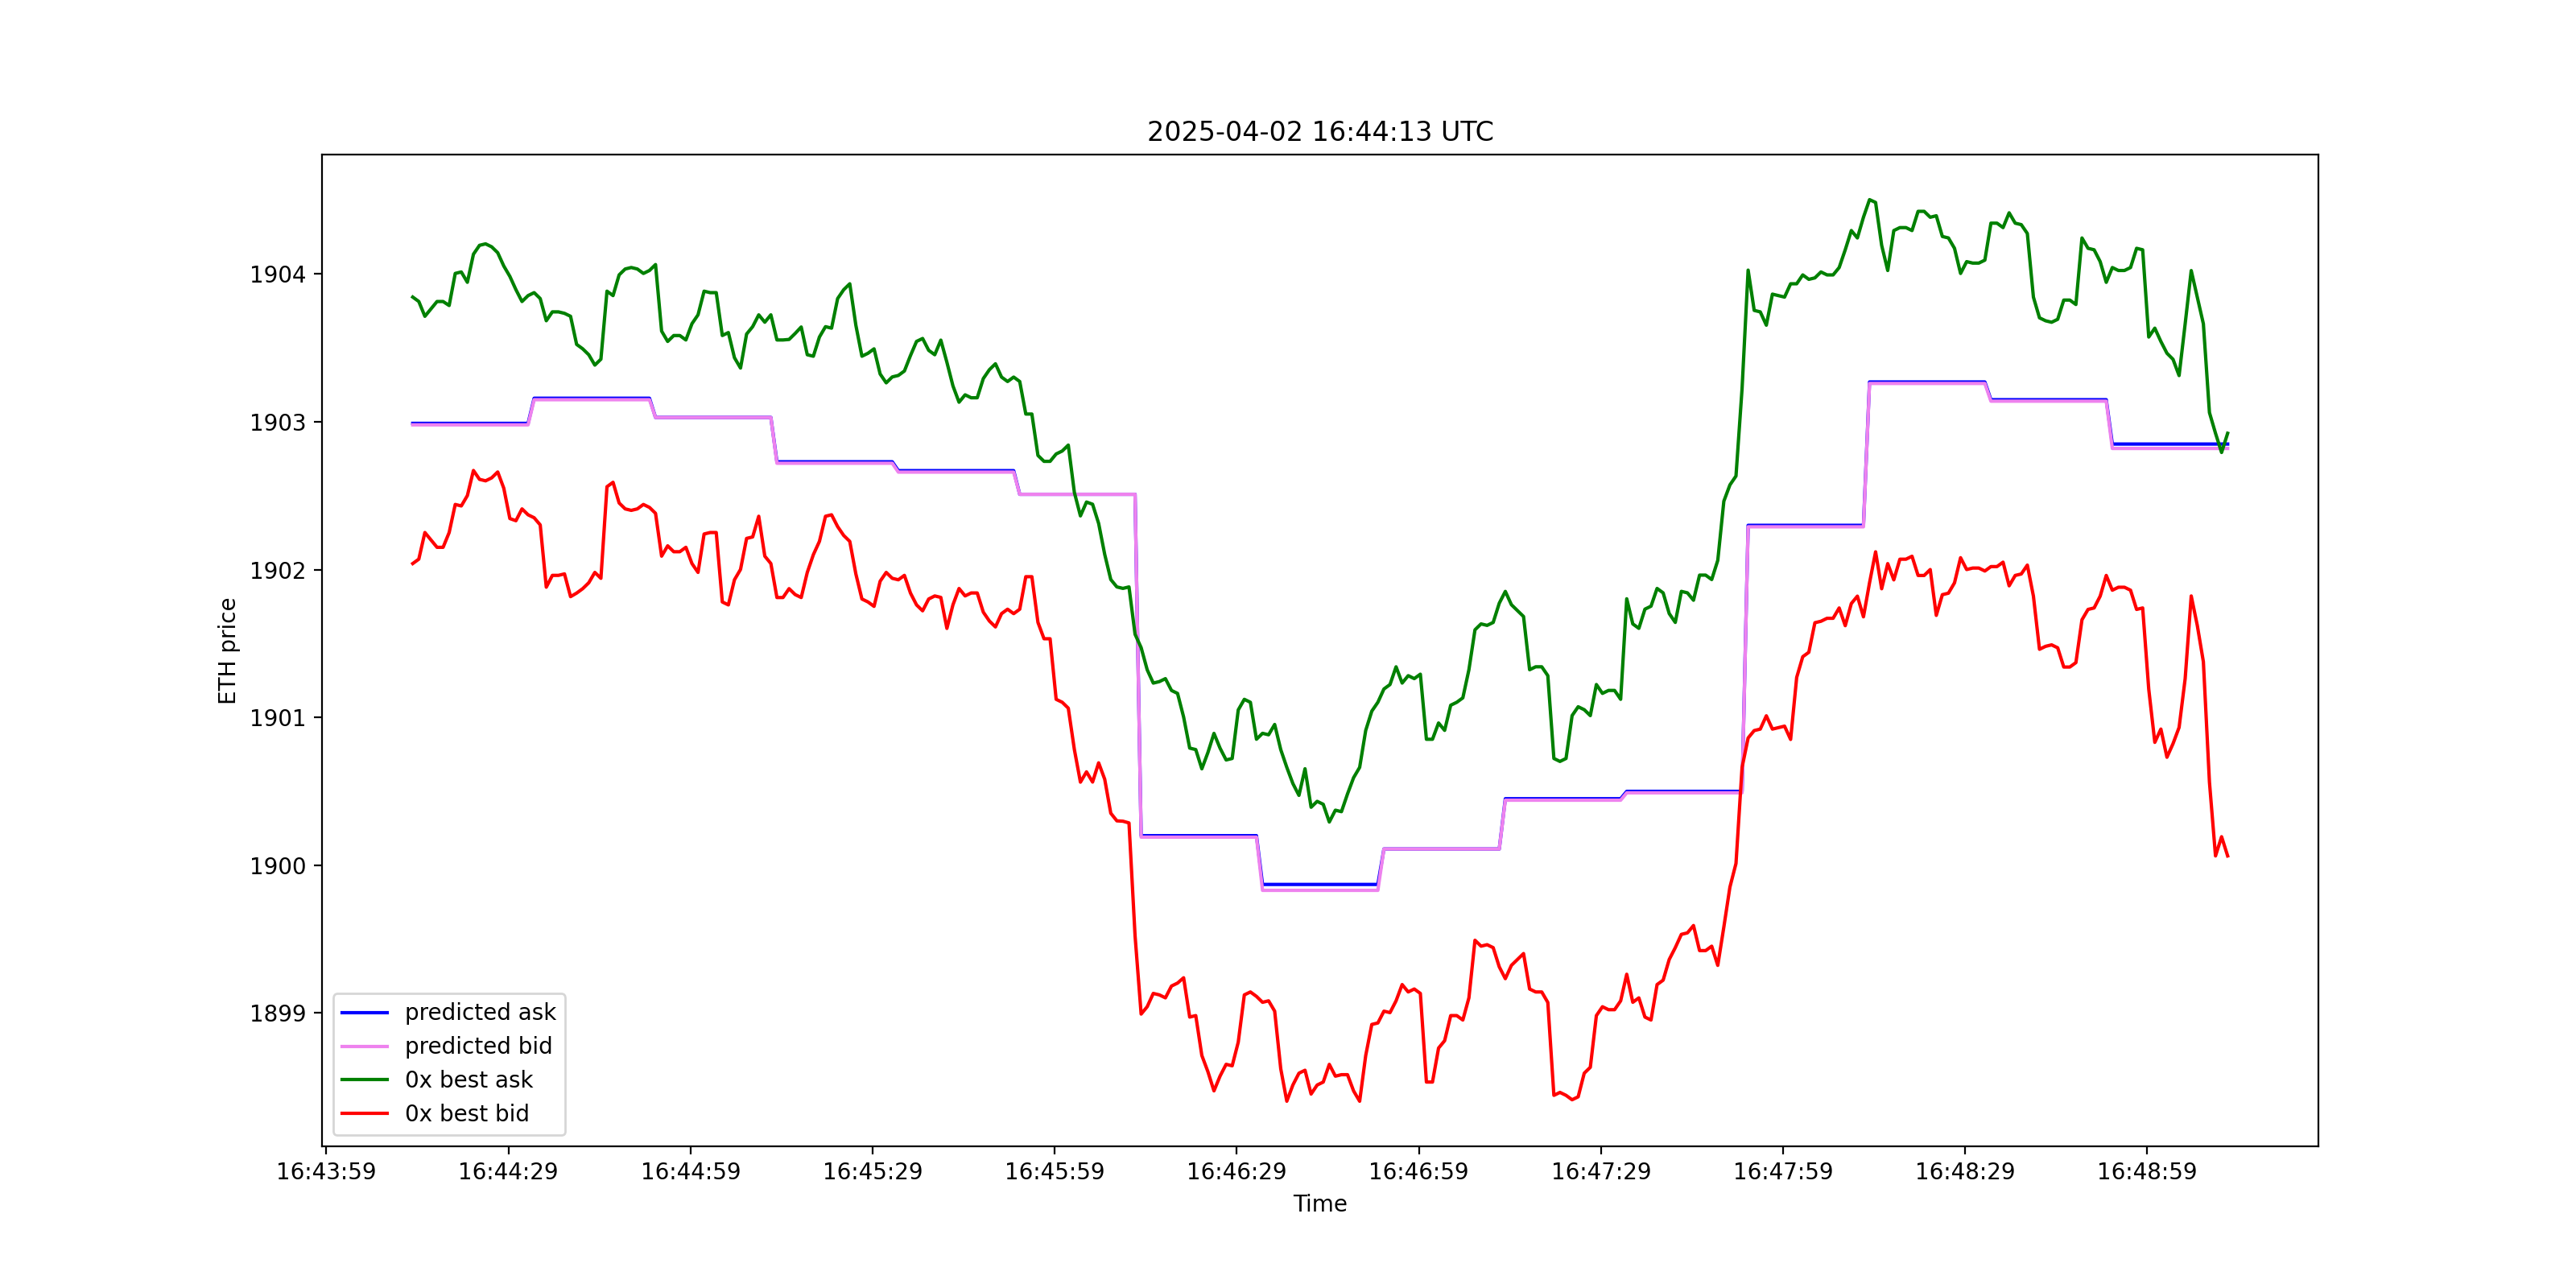 2025-04-02 16:44:13 UTC
1904
1903
1902
1901
1900
1899
ETH price
predicted ask
predicted bid
0x best ask
0x best bid
16:43:59 16:44:29 16:44:59 16:45:29 16:45:59 16:46:29 16:46:59 16:47:29 16:47:59 16:48:29 16:48:59
Time